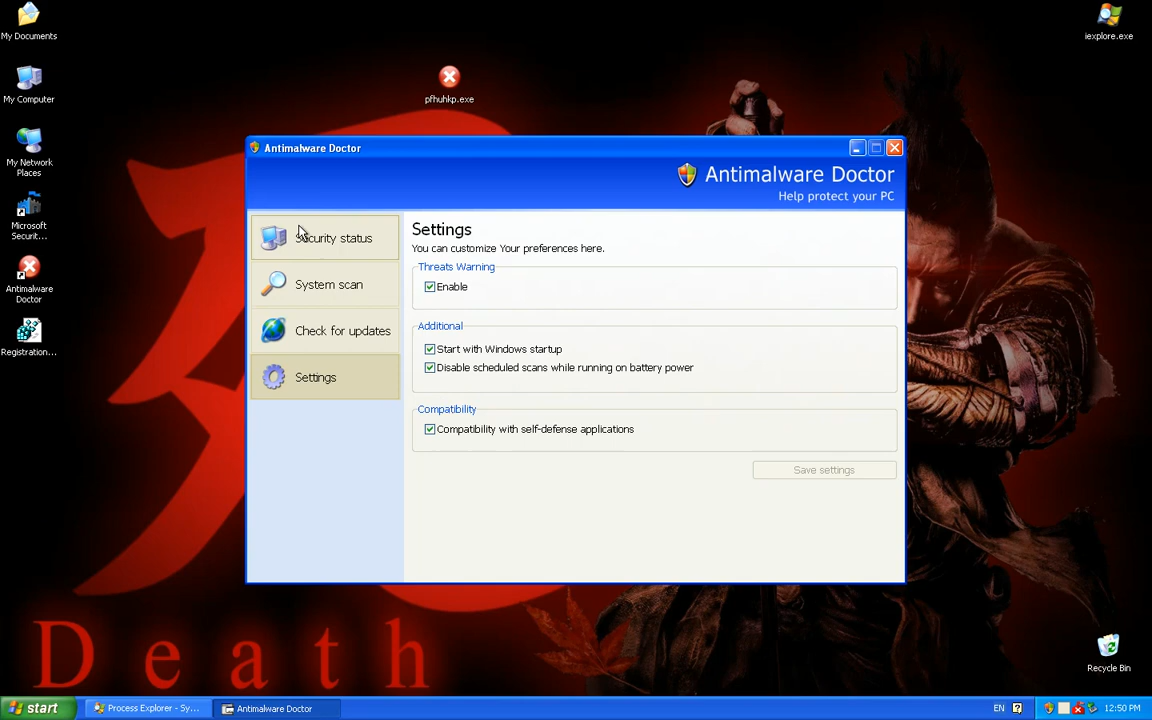 My Documents
iexplore.exe
pfhuhkp.exe
My Computer
My Network
Places
Microsoft
Securit...
Antimalware
Doctor
Registration...
Antimalware Doctor
Antimalware Doctor
Help protect your PC
Security status
System scan
Check for updates
Settings
Settings
You can customize Your preferences here.
Threats Warning
Enable
Additional
Start with Windows startup
Disable scheduled scans while running on battery power
Compatibility
Compatibility with self-defense applications
Save settings
死
Death
Recycle Bin
start
Process Explorer - Sy...
Antimalware Doctor
EN
12:50 PM